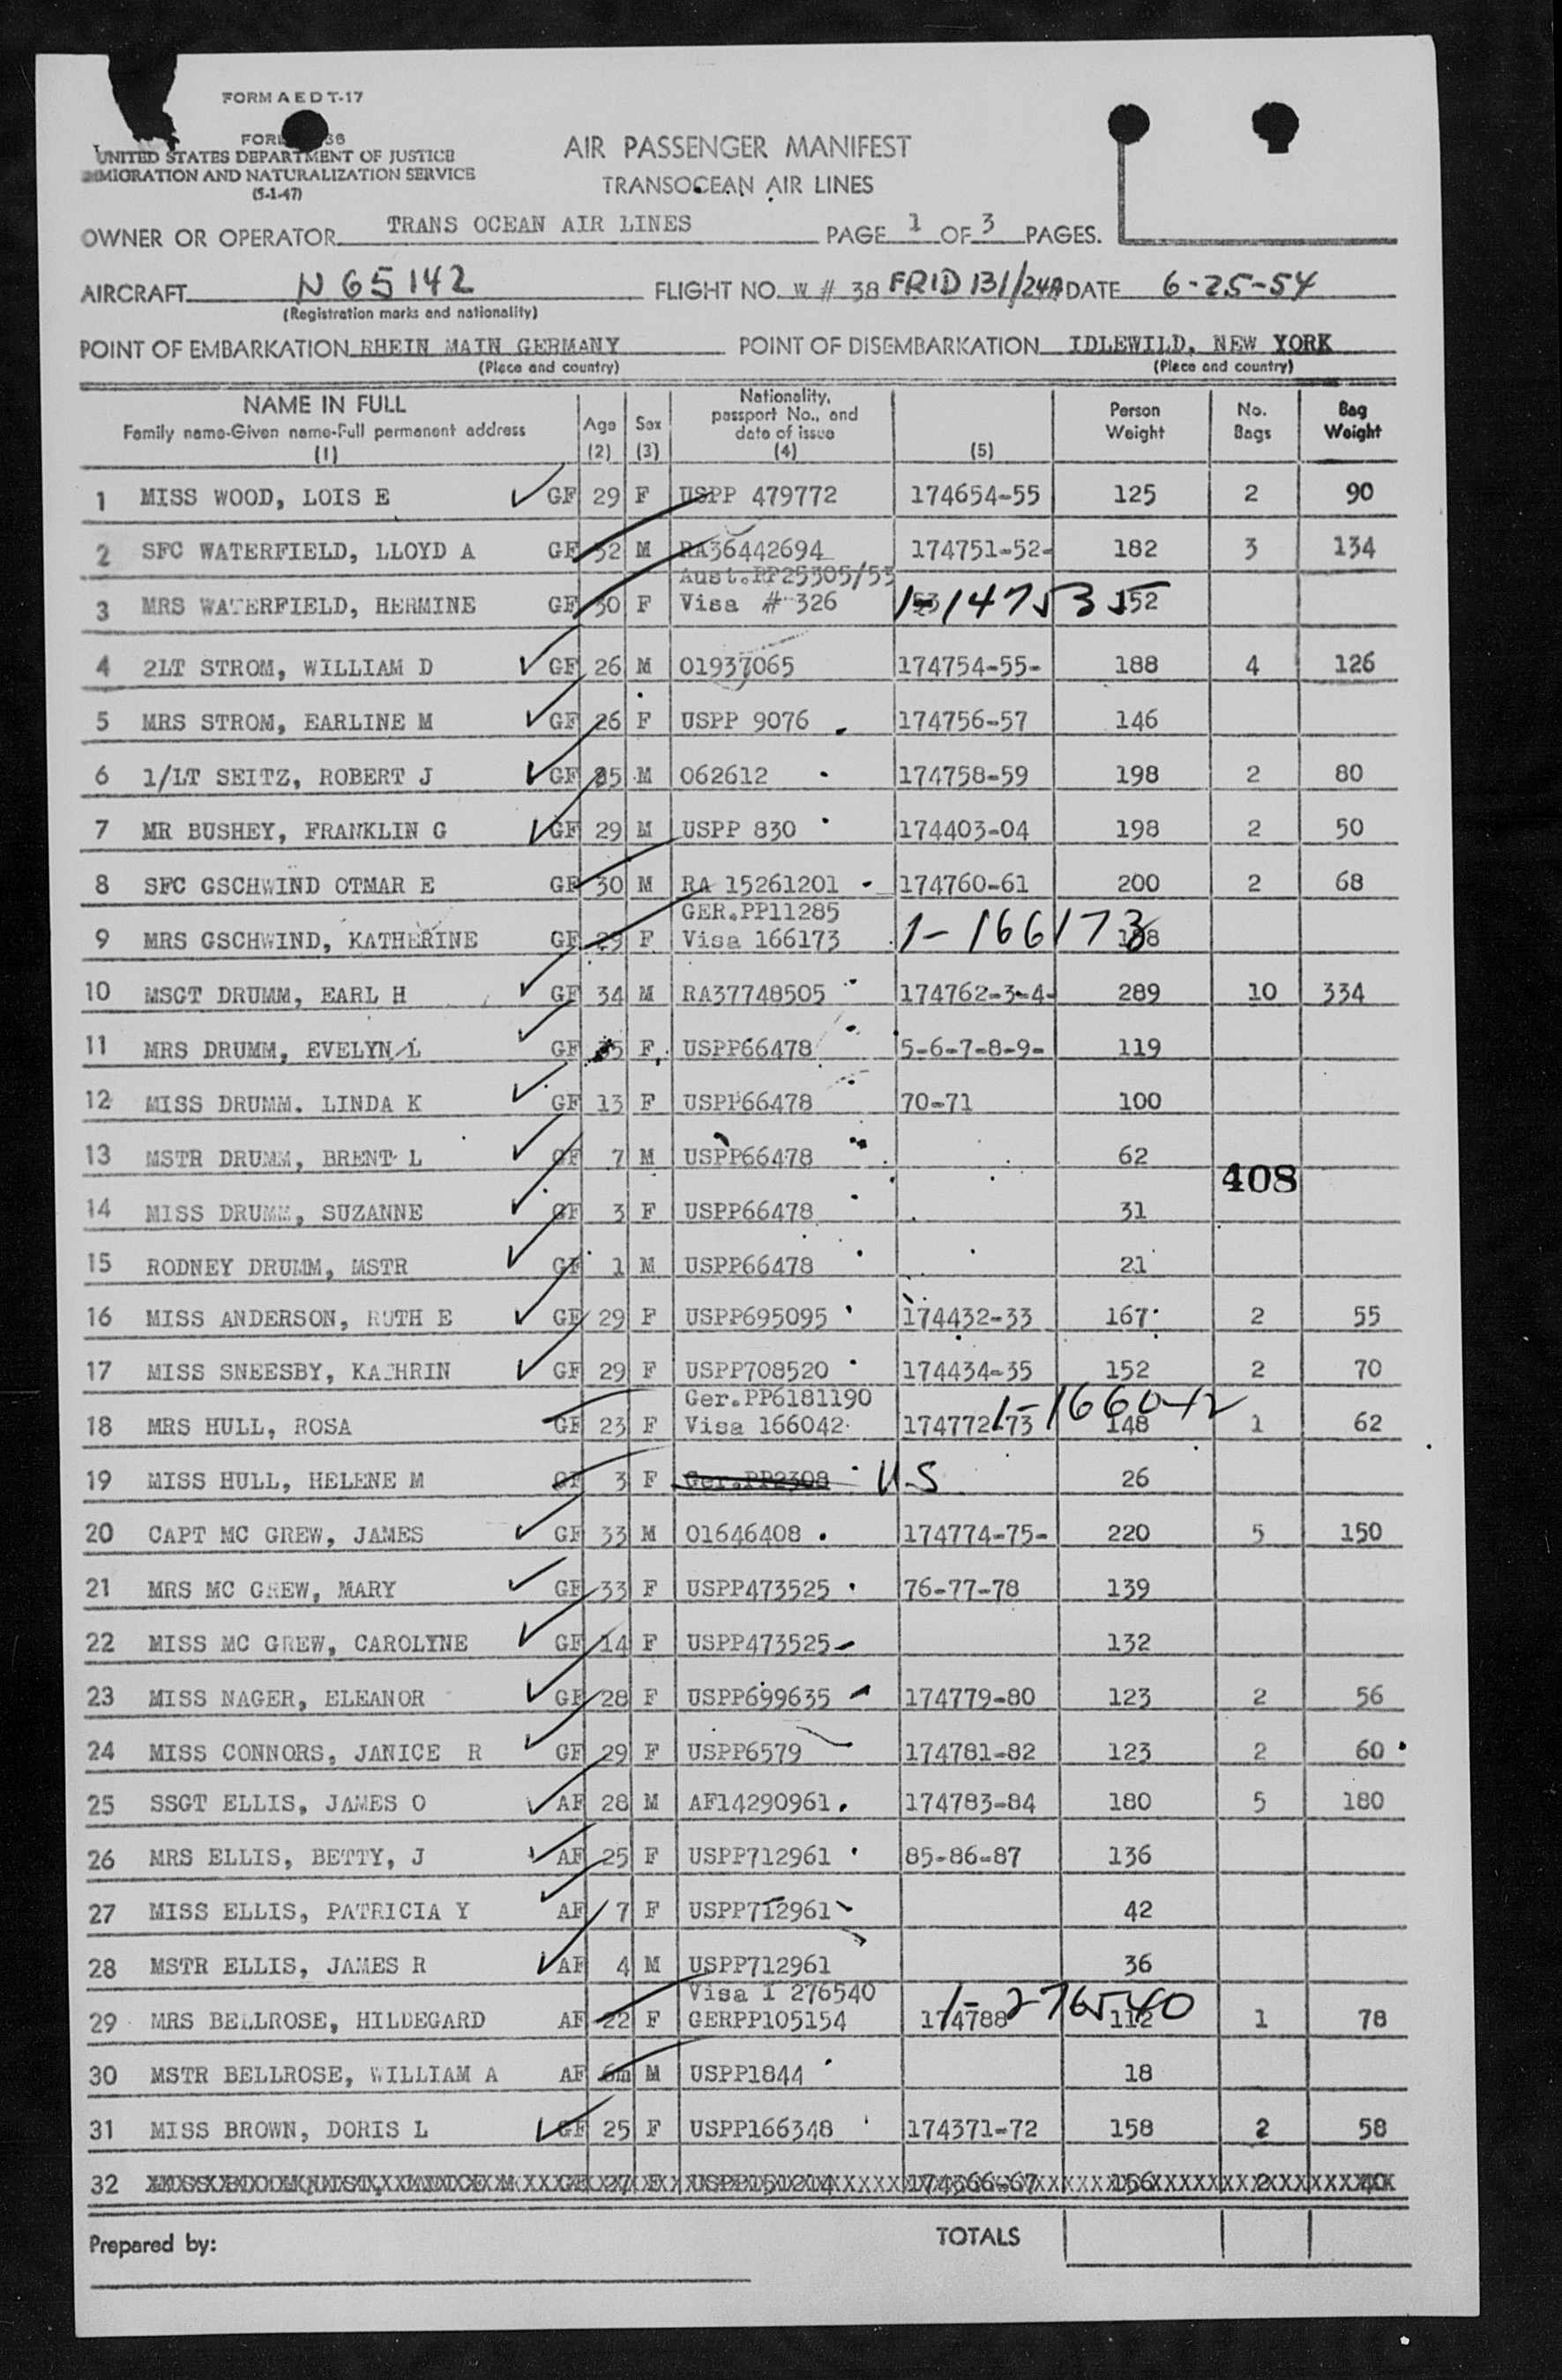 FORM A E D T-17
UNITED STATES DEPARTMENT OF JUSTICE
IMMIGRATION AND NATURALIZATION SERVICE
(5-1-47)
AIR PASSENGER MANIFEST
TRANSOCEAN AIR LINES
OWNER OR OPERATOR TRANS OCEAN AIR LINES PAGE 1 OF 3 PAGES.
AIRCRAFT N 65142 FLIGHT NO. W # 38 FRID 131/24A DATE 6-25-54
(Registration marks and nationality)
POINT OF EMBARKATION RHEIN MAIN GERMANY POINT OF DISEMBARKATION IDLEWILD, NEW YORK
(Place and country) (Place and country)
NAME IN FULL Family name-Given name-Full permanent address (1) Age (2) Sex (3) Nationality, passport No., and date of issue (4) (5) Person Weight No. Bags Bag Weight
1 MISS WOOD, LOIS E GF 29 F USPP 479772 174654-55 125 2 90
2 SFC WATERFIELD, LLOYD A GF 32 M RA36442694 174751-52- 182 3 134
Aust.PP25305/53
3 MRS WATERFIELD, HERMINE GF 30 F Visa # 326 53 152
4 2LT STROM, WILLIAM D GF 26 M 01937065 174754-55- 188 4 126
5 MRS STROM, EARLINE M GF 26 F USPP 9076 174756-57 146
6 1/LT SEITZ, ROBERT J GF 25 M 062612 174758-59 198 2 80
7 MR BUSHEY, FRANKLIN G GF 29 M USPP 830 174403-04 198 2 50
8 SFC GSCHWIND OTMAR E GF 30 M RA 15261201 174760-61 200 2 68
GER.PP11285
9 MRS GSCHWIND, KATHERINE GF 29 F Visa 166173 1-166173
10 MSGT DRUMM, EARL H GF 34 M RA37748505 174762-3-4- 289 10 334
11 MRS DRUMM, EVELYN L GF 35 F USPP66478 5-6-7-8-9- 119
12 MISS DRUMM. LINDA K GF 13 F USPP66478 70-71 100
13 MSTR DRUMM, BRENT L GF 7 M USPP66478 62
408
14 MISS DRUMM, SUZANNE GF 3 F USPP66478 31
15 RODNEY DRUMM, MSTR GF 1 M USPP66478 21
16 MISS ANDERSON, RUTH E GF 29 F USPP695095 174432-33 167 2 55
17 MISS SNEESBY, KATHRIN GF 29 F USPP708520 174434-35 152 2 70
Ger.PP6181190
18 MRS HULL, ROSA GF 23 F Visa 166042 174772-73 1-166042 148 1 62
19 MISS HULL, HELENE M GF 3 F Ger.PP2308 US 26
20 CAPT MC GREW, JAMES GF 33 M 01646408 174774-75- 220 5 150
21 MRS MC GREW, MARY GF 33 F USPP473525 76-77-78 139
22 MISS MC GREW, CAROLYNE GF 14 F USPP473525 132
23 MISS NAGER, ELEANOR GF 28 F USPP699635 174779-80 123 2 56
24 MISS CONNORS, JANICE R GF 29 F USPP6579 174781-82 123 2 60
25 SSGT ELLIS, JAMES O AF 28 M AF14290961 174783-84 180 5 180
26 MRS ELLIS, BETTY, J AF 25 F USPP712961 85-86-87 136
27 MISS ELLIS, PATRICIA Y AF 7 F USPP712961 42
28 MSTR ELLIS, JAMES R AF 4 M USPP712961 36
Visa I 276540
29 MRS BELLROSE, HILDEGARD AF 22 F GERPP105154 174788 1-276540 112 1 78
30 MSTR BELLROSE, WILLIAM A AF 6m M USPP1844 18
31 MISS BROWN, DORIS L GF 25 F USPP166348 174371-72 158 2 58
32 GF 27 F USPP151214 174366-67 156 2 40
Prepared by: TOTALS